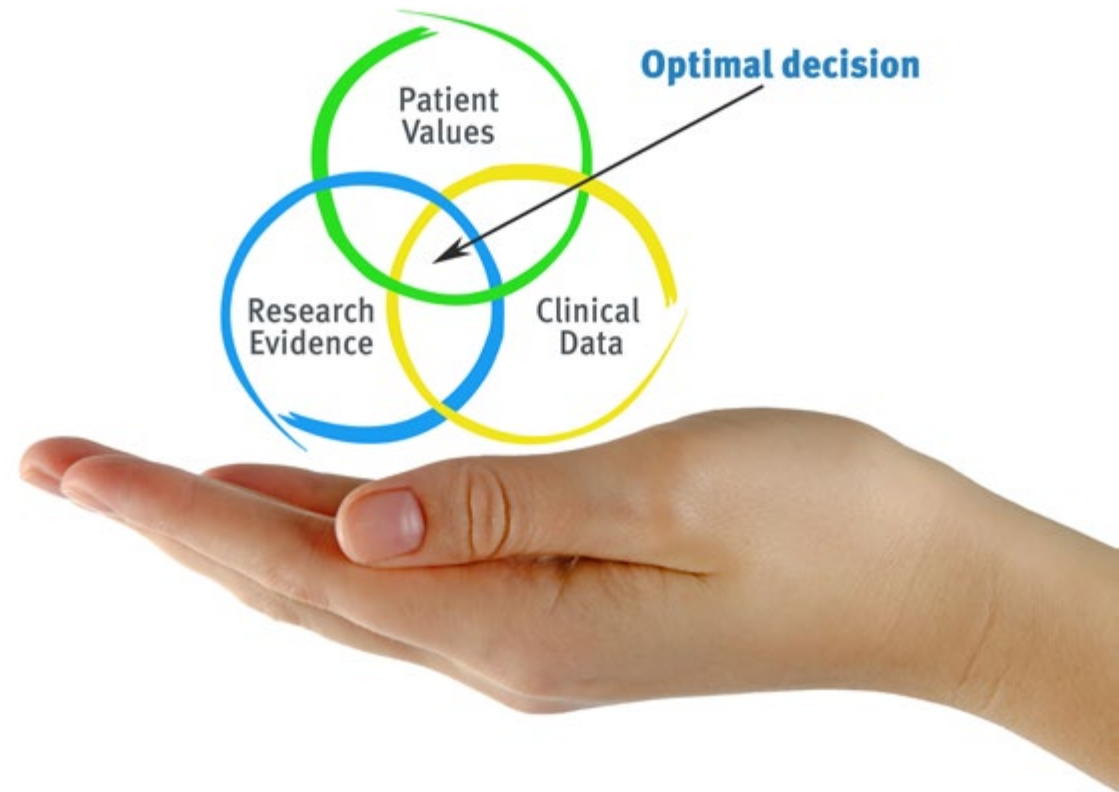 Optimal decision
Patient
Values
Research
Evidence
Clinical
Data